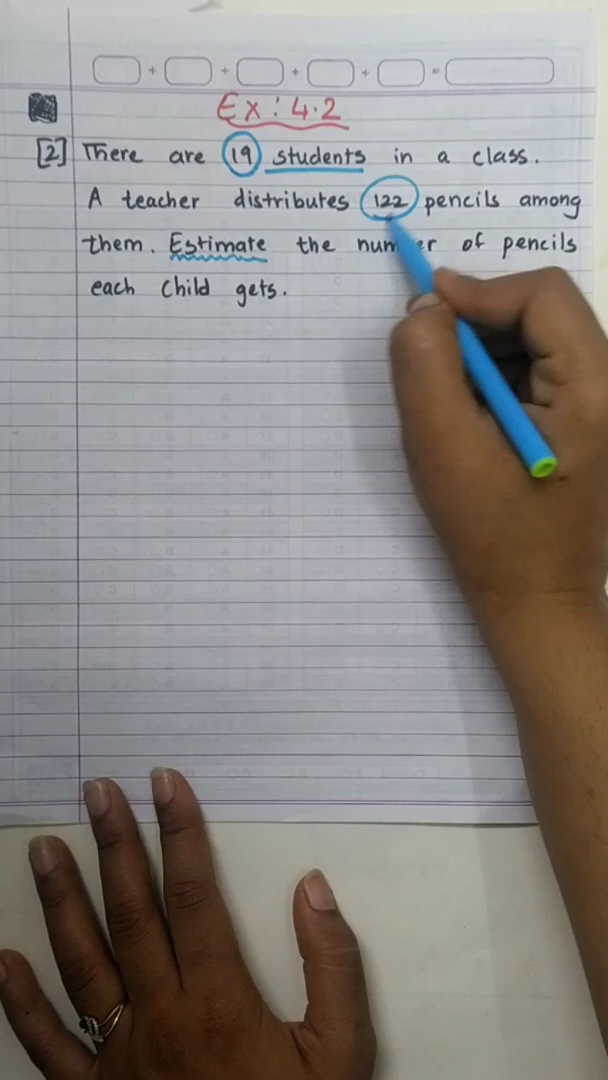 + + + + =
Ex: 4.2
[2] There are 19 students in a class.
A teacher distributes 122 pencils among
them. Estimate the number of pencils
each child gets.